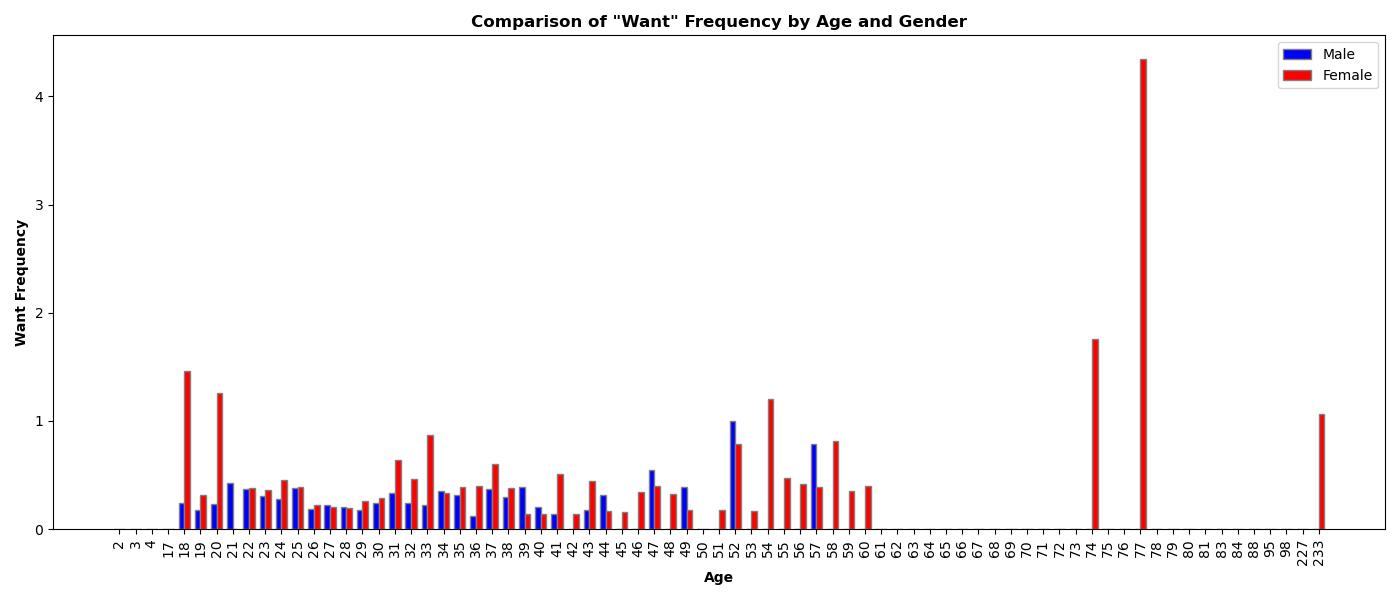 Comparison of "Want" Frequency by Age and Gender
Male
Female
Want Frequency
4
3
2
1
0
2 3 4 17 18 19 20 21 22 23 24 25 26 27 28 29 30 31 32 33 34 35 36 37 38 39 40 41 42 43 44 45 46 47 48 49 50 51 52 53 54 55 56 57 58 59 60 61 62 63 64 65 66 67 68 69 70 71 72 73 74 75 76 77 78 79 80 81 83 84 88 95 98 227 233
Age